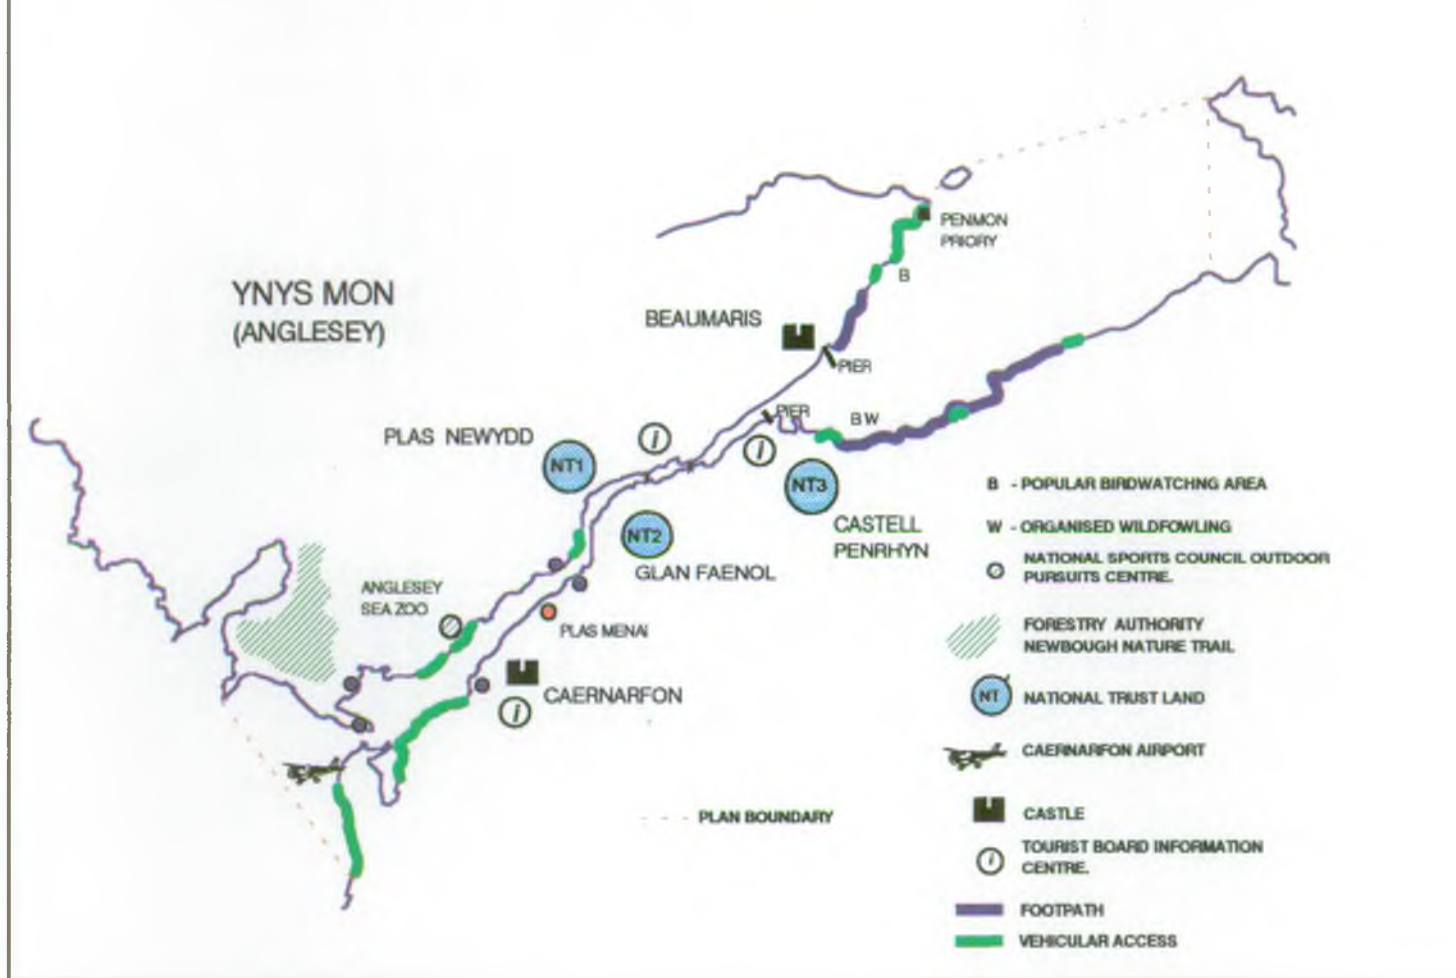 PENMON
PRIORY
YNYS MON
(ANGLESEY)
B
BEAUMARIS
PIER
PIER
B W
PLAS NEWYDD
i
NT1
i
NT3
NT2
CASTELL
PENRHYN
GLAN FAENOL
ANGLESEY
SEA ZOO
PLAS MENAI
CAERNARFON
i
PLAN BOUNDARY
B - POPULAR BIRDWATCHNG AREA
W - ORGANISED WILDFOWLING
NATIONAL SPORTS COUNCIL OUTDOOR
PURSUITS CENTRE.
FORESTRY AUTHORITY
NEWBOUGH NATURE TRAIL
NT
NATIONAL TRUST LAND
CAERNARFON AIRPORT
CASTLE
i
TOURIST BOARD INFORMATION
CENTRE.
FOOTPATH
VEHICULAR ACCESS